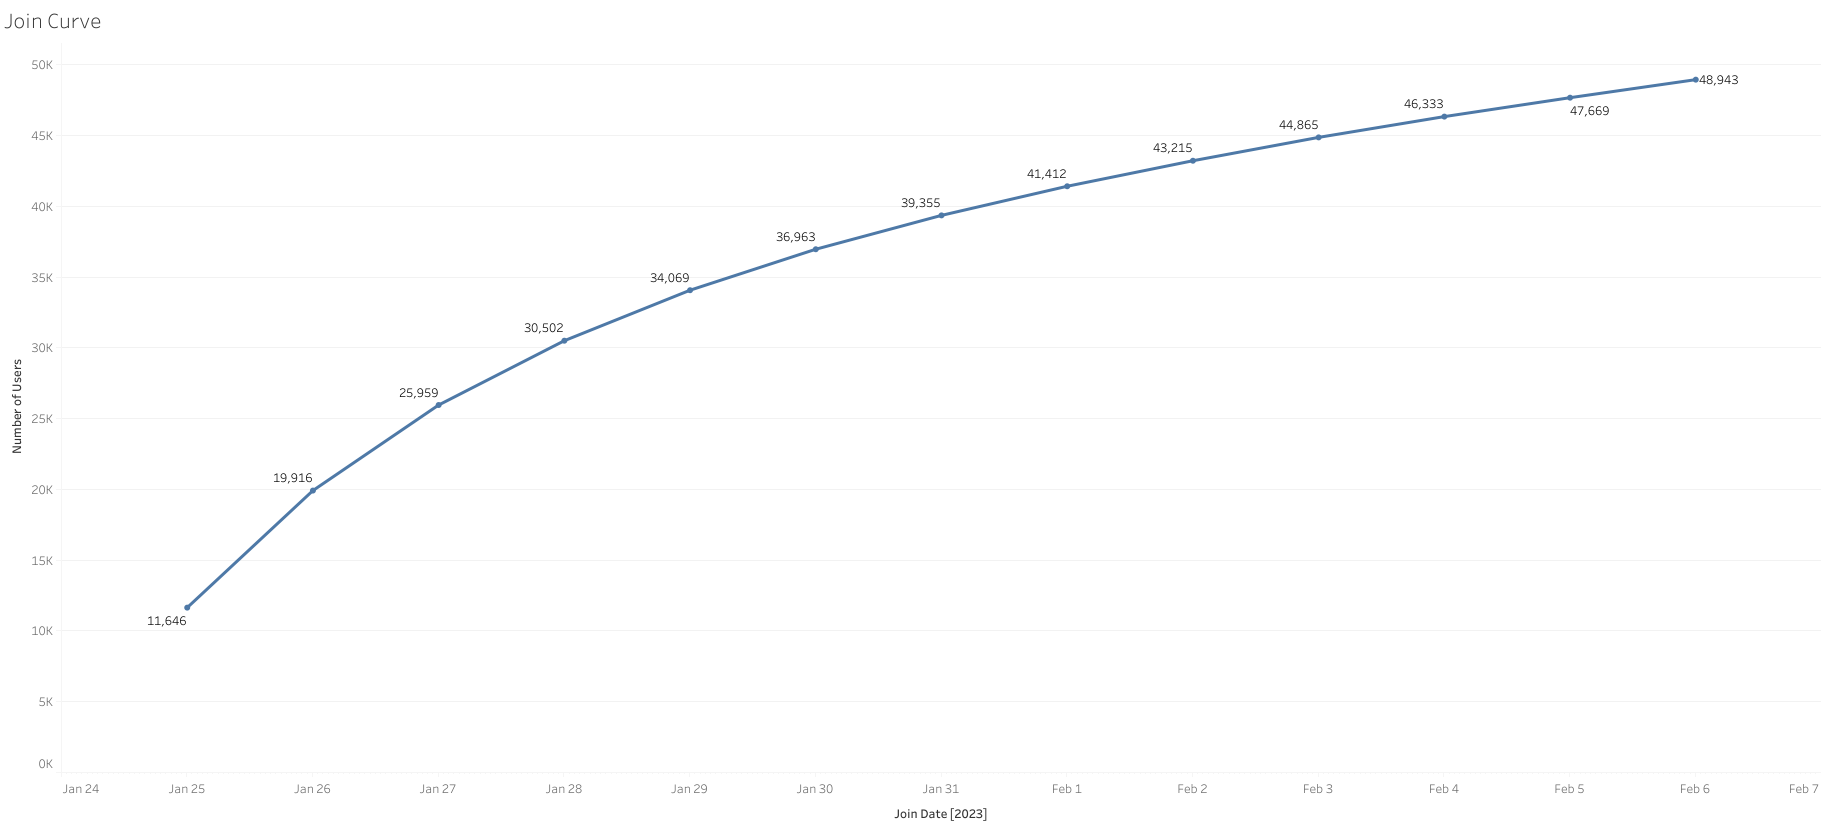 Join Curve
50K
45K
40K
35K
30K
25K
20K
15K
10K
5K
0K
Number of Users
11,646
19,916
25,959
30,502
34,069
36,963
39,355
41,412
43,215
44,865
46,333
47,669
48,943
Jan 24 Jan 25 Jan 26 Jan 27 Jan 28 Jan 29 Jan 30 Jan 31 Feb 1 Feb 2 Feb 3 Feb 4 Feb 5 Feb 6 Feb 7
Join Date [2023]